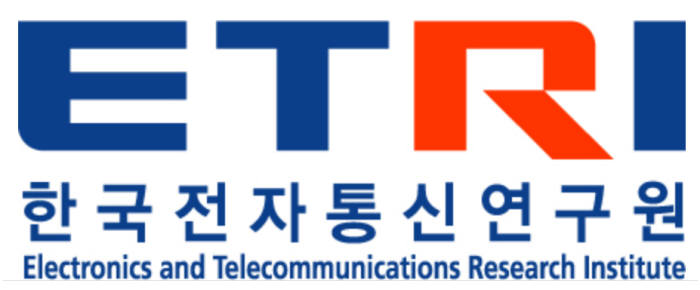 ETRI
한국전자통신연구원
Electronics and Telecommunications Research Institute